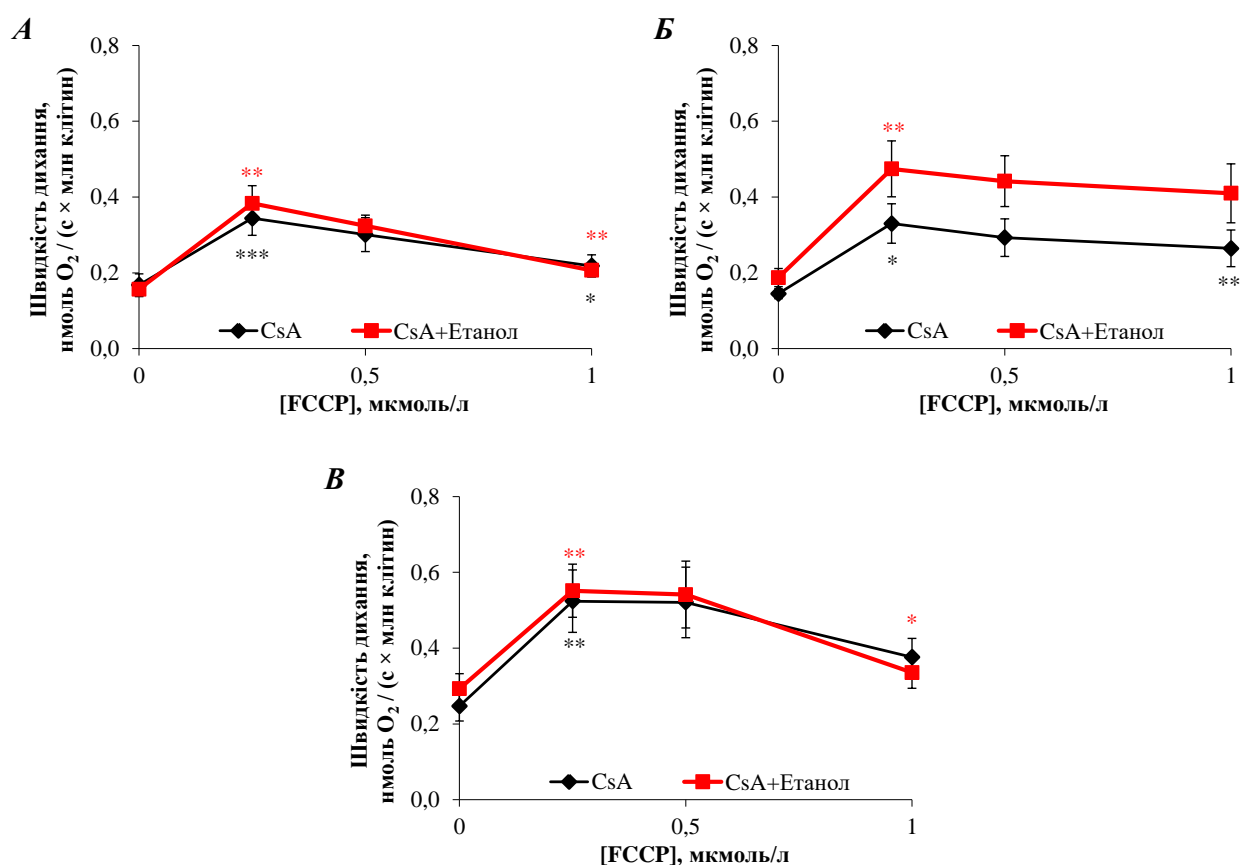 А
Швидкість дихання,
нмоль O₂ / (с × млн клітин)
0,8
0,6
0,4
0,2
0,0
**
***
**
*
CsA
CsA+Етанол
0
0,5
1
[FCCP], мкмоль/л
Б
Швидкість дихання,
нмоль O₂ / (с × млн клітин)
0,8
0,6
0,4
0,2
0,0
**
*
**
CsA
CsA+Етанол
0
0,5
1
[FCCP], мкмоль/л
В
Швидкість дихання,
нмоль O₂ / (с × млн клітин)
0,8
0,6
0,4
0,2
0,0
**
**
*
CsA
CsA+Етанол
0
0,5
1
[FCCP], мкмоль/л